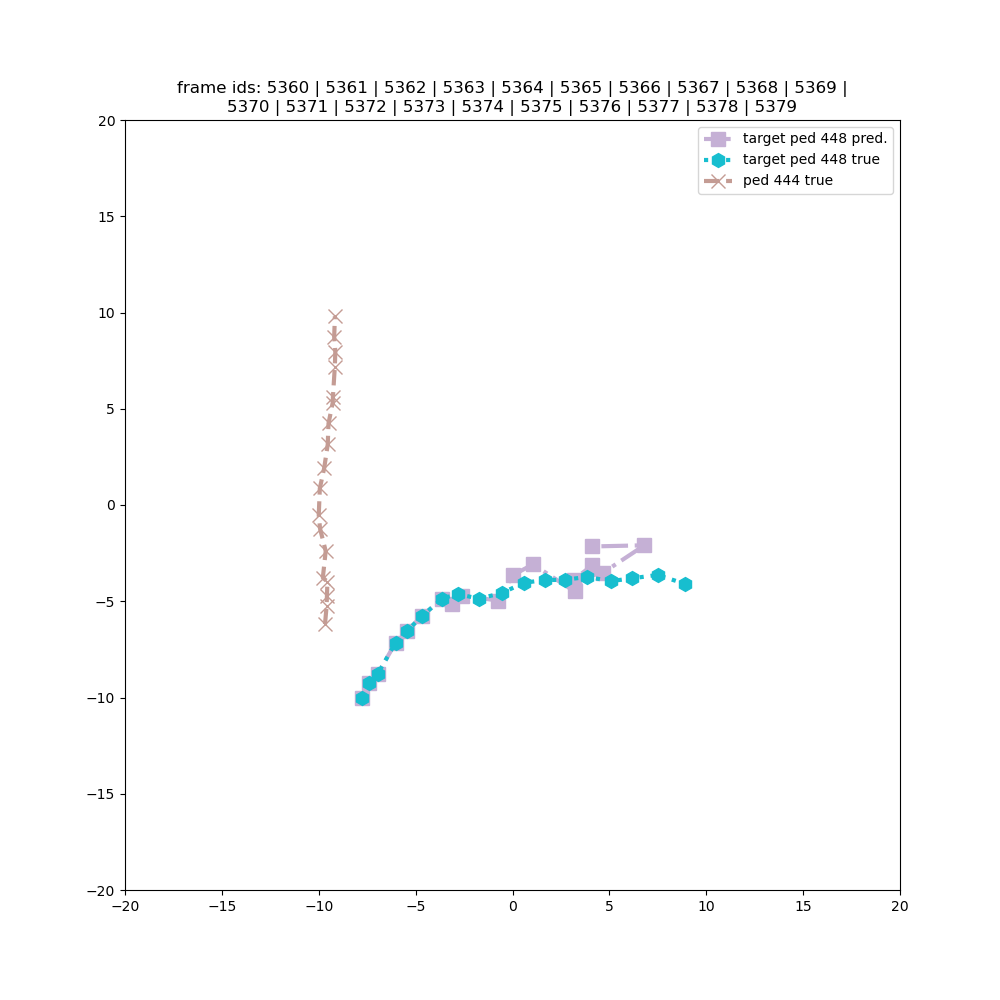 frame ids: 5360 | 5361 | 5362 | 5363 | 5364 | 5365 | 5366 | 5367 | 5368 | 5369 |
5370 | 5371 | 5372 | 5373 | 5374 | 5375 | 5376 | 5377 | 5378 | 5379
target ped 448 pred.
target ped 448 true
ped 444 true
20
15
10
5
0
−5
−10
−15
−20
−20 −15 −10 −5 0 5 10 15 20